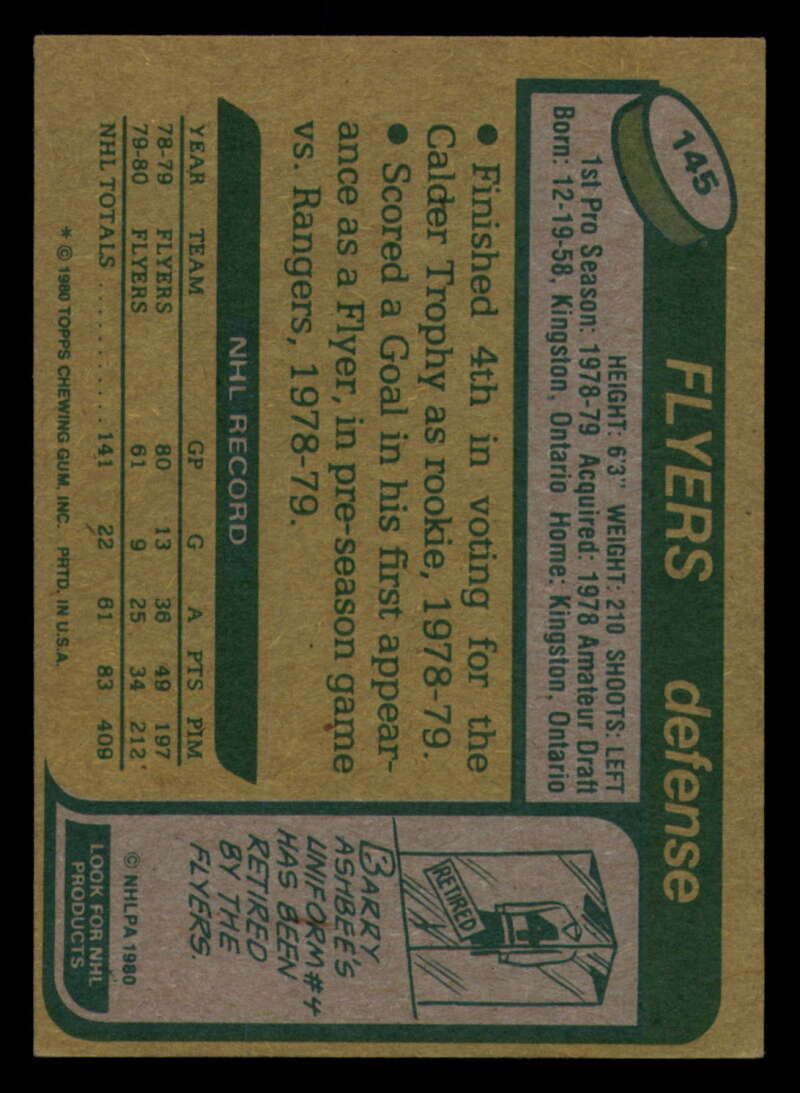 145
FLYERS defense
HEIGHT: 6'3" WEIGHT: 210 SHOOTS: LEFT
1st Pro Season: 1978-79 Acquired: 1978 Amateur Draft
Born: 12-19-58, Kingston, Ontario Home: Kingston, Ontario
● Finished 4th in voting for the
Calder Trophy as rookie, 1978-79.
● Scored a Goal in his first appear-
ance as a Flyer, in pre-season game
vs. Rangers, 1978-79.
NHL RECORD
YEAR TEAM GP G A PTS PIM
78-79 FLYERS 80 13 36 49 197
79-80 FLYERS 61 9 25 34 212
NHL TOTALS ..........141 22 61 83 409
* © 1980 TOPPS CHEWING GUM, INC. PRTD. IN U.S.A.
RETIRED
4
BARRY
ASHBEE'S
UNIFORM #4
HAS BEEN
RETIRED
BY THE
FLYERS.
© NHLPA 1980
LOOK FOR NHL
PRODUCTS